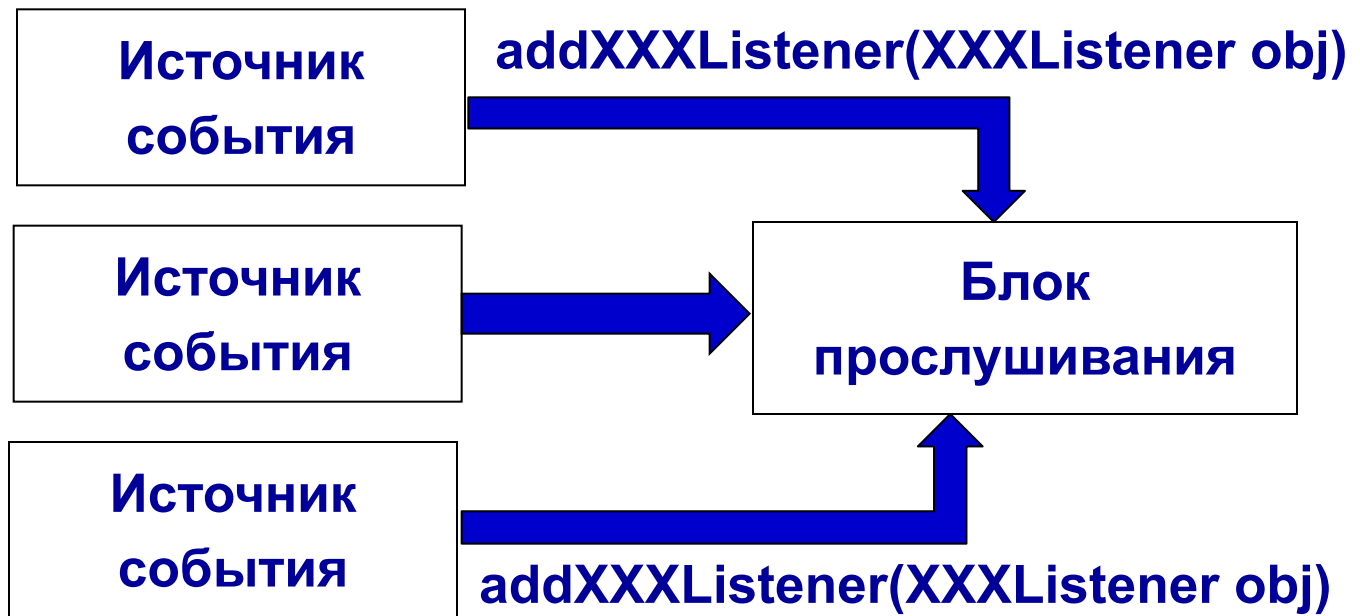 Источник
события
addXXXListener(XXXListener obj)
Источник
события
Блок
прослушивания
Источник
события
addXXXListener(XXXListener obj)